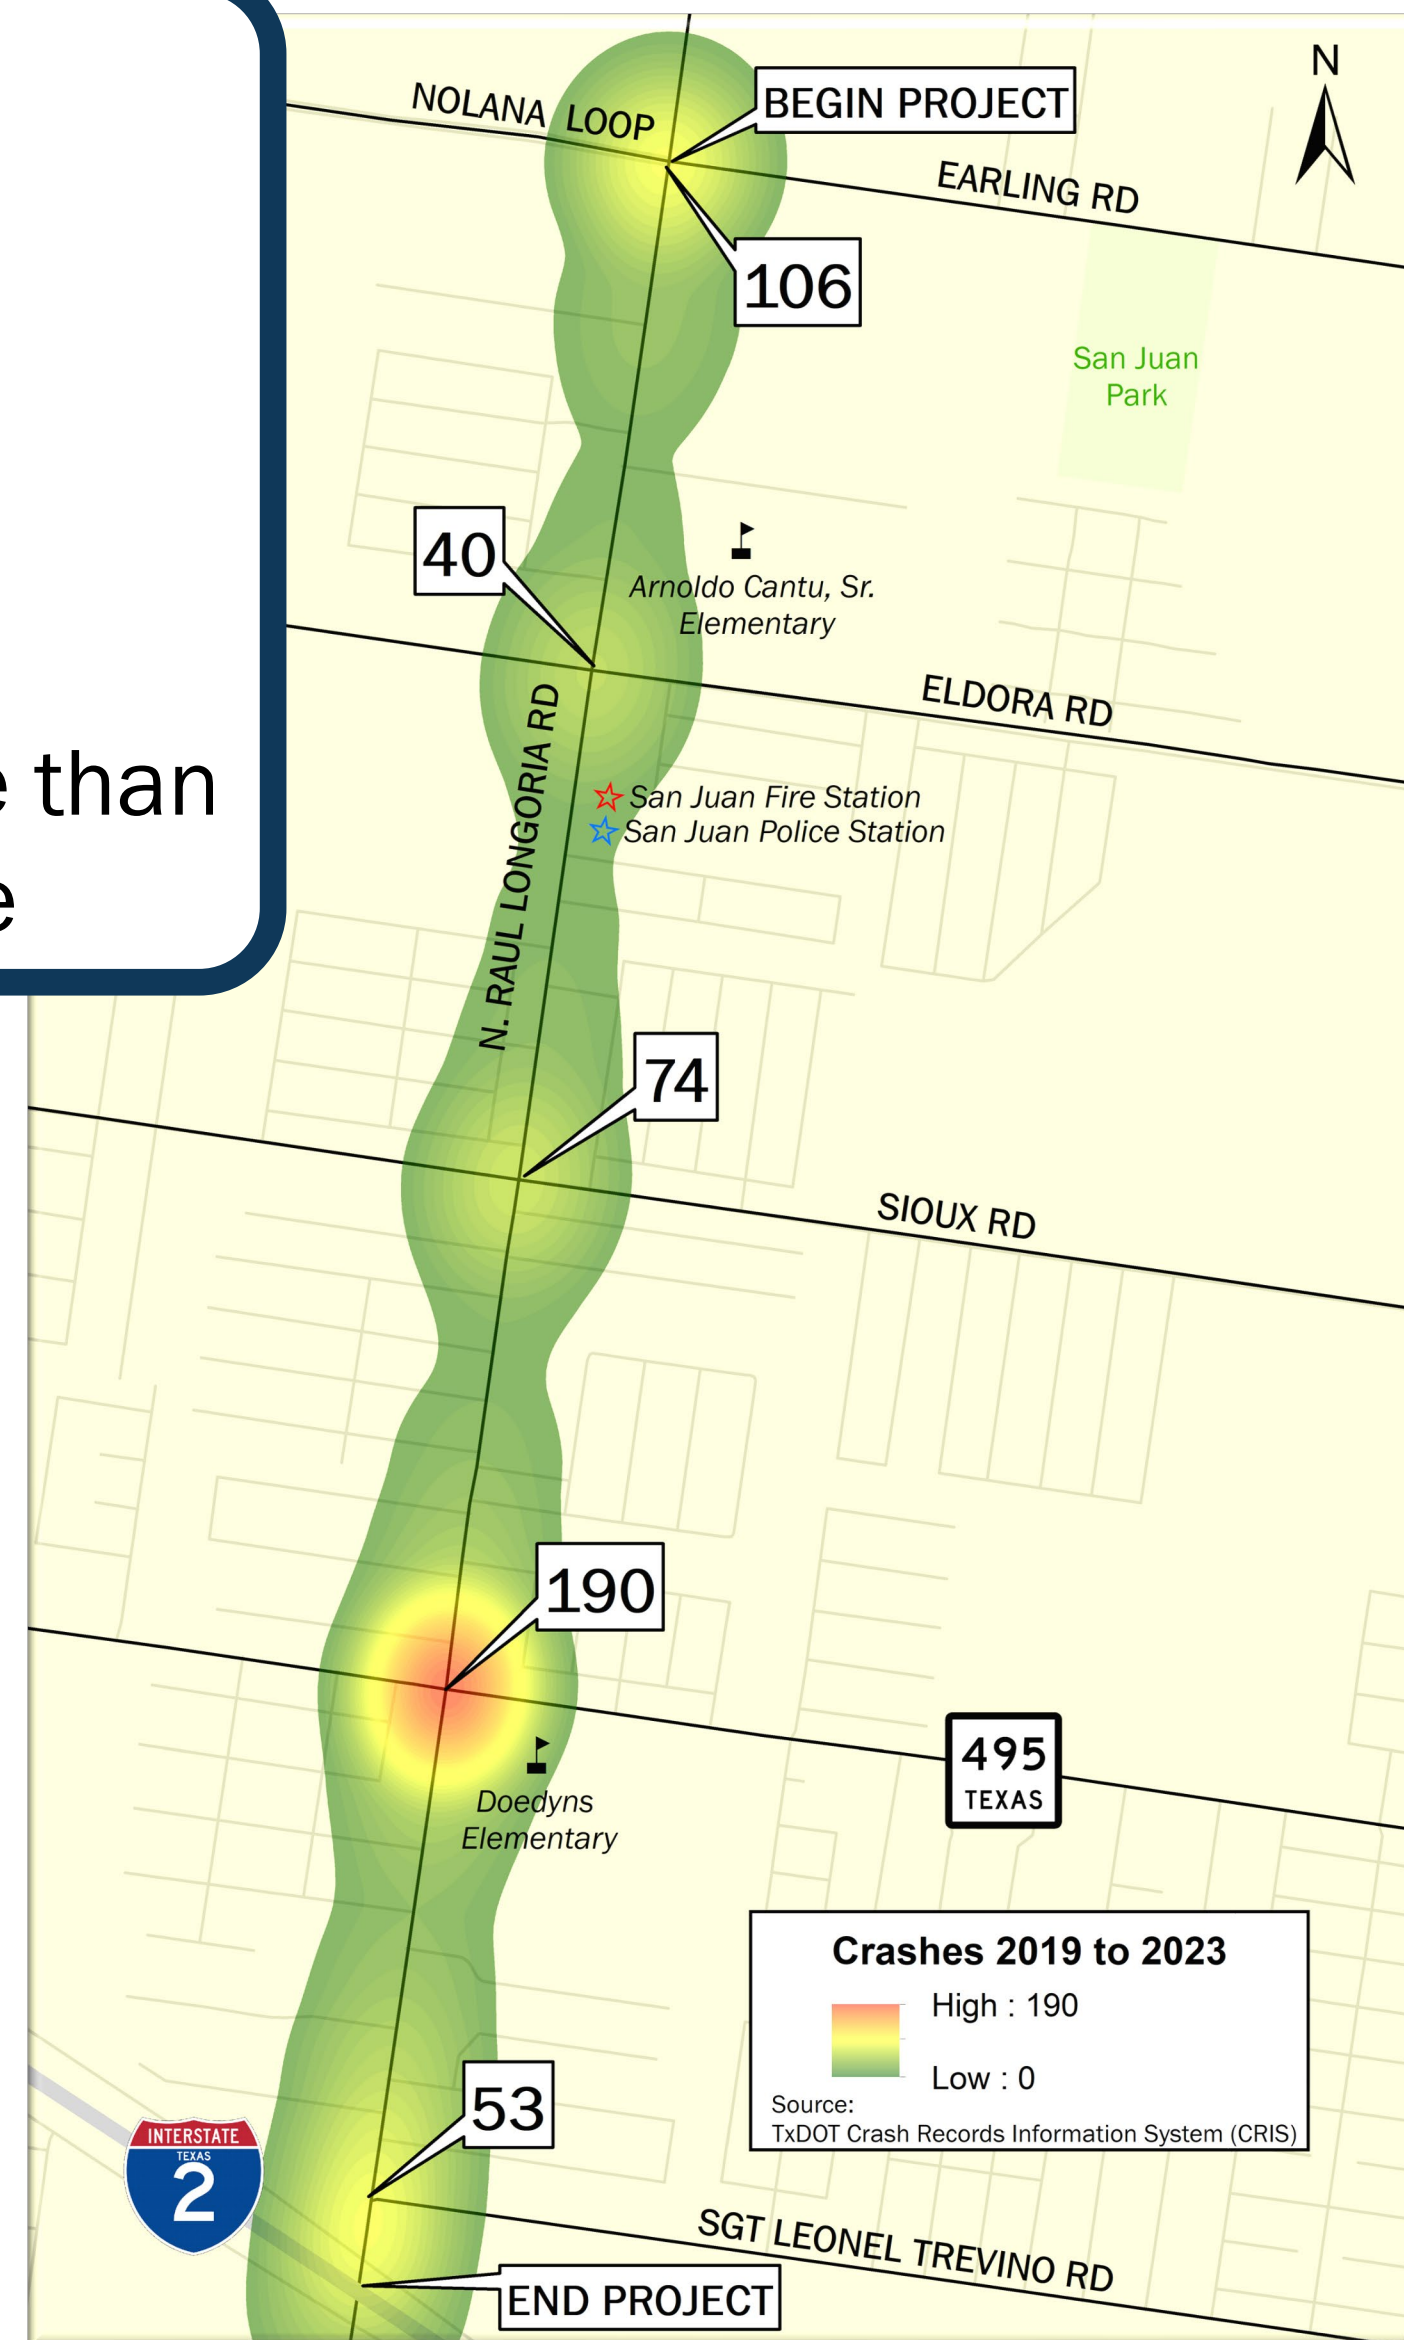 N
BEGIN PROJECT
NOLANA LOOP
EARLING RD
106
San Juan
Park
40
Arnoldo Cantu, Sr.
Elementary
ELDORA RD
than
San Juan Fire Station
San Juan Police Station
N. RAUL LONGORIA RD
74
SIOUX RD
190
495
TEXAS
Doedyns
Elementary
Crashes 2019 to 2023
High : 190
Low : 0
Source:
TxDOT Crash Records Information System (CRIS)
53
INTERSTATE
TEXAS
2
SGT LEONEL TREVINO RD
END PROJECT